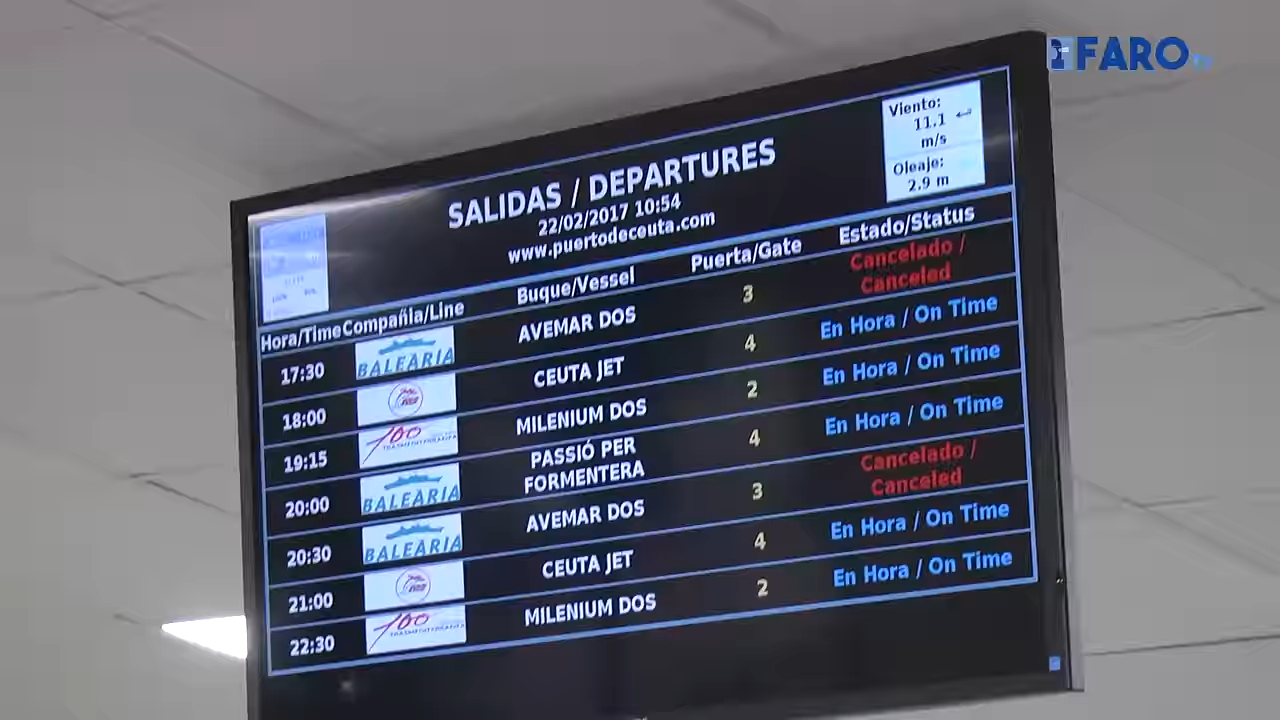 FARO
Viento:
11.1
m/s
Oleaje:
2.9 m
SALIDAS / DEPARTURES
22/02/2017 10:54
www.puertodeceuta.com
Hora/Time Compañia/Line Buque/Vessel Puerta/Gate Estado/Status
17:30 BALEARIA AVEMAR DOS 3 Cancelado /
Canceled
18:00 CEUTA JET 4 En Hora / On Time
19:15 MILENIUM DOS 2 En Hora / On Time
20:00 BALEARIA PASSIÓ PER
FORMENTERA 4 En Hora / On Time
20:30 BALEARIA AVEMAR DOS 3 Cancelado /
Canceled
21:00 CEUTA JET 4 En Hora / On Time
22:30 MILENIUM DOS 2 En Hora / On Time